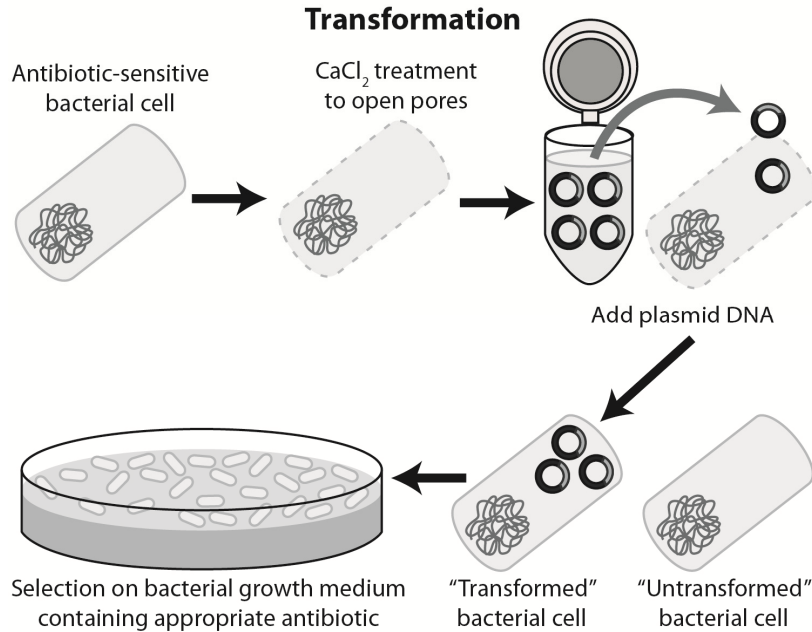 Transformation
Antibiotic-sensitive
bacterial cell
CaCl₂ treatment
to open pores
Add plasmid DNA
Selection on bacterial growth medium
containing appropriate antibiotic
“Transformed”
bacterial cell
“Untransformed”
bacterial cell